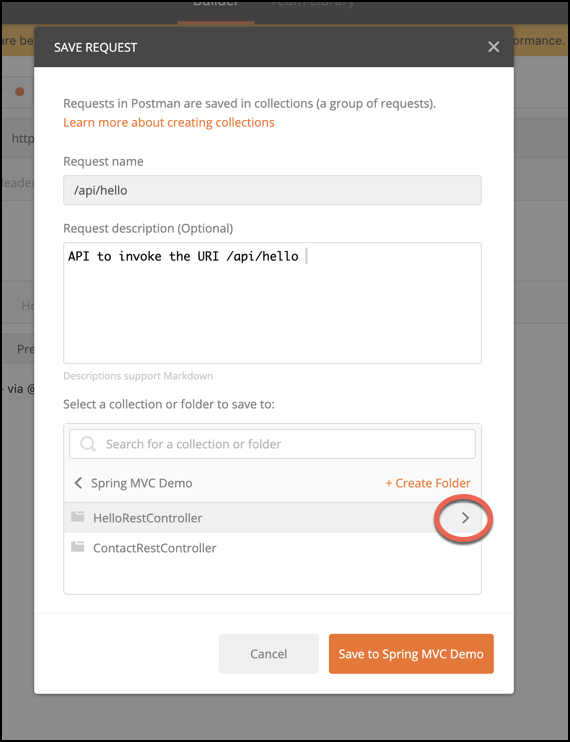 Builder
Team Library
are be
ormance.
SAVE REQUEST
Requests in Postman are saved in collections (a group of requests).
Learn more about creating collections
http
Request name
eader
/api/hello
Request description (Optional)
API to invoke the URI /api/hello
He
Pre
Descriptions support Markdown
- via @
Select a collection or folder to save to:
Search for a collection or folder
Spring MVC Demo
+ Create Folder
HelloRestController
ContactRestController
Cancel
Save to Spring MVC Demo